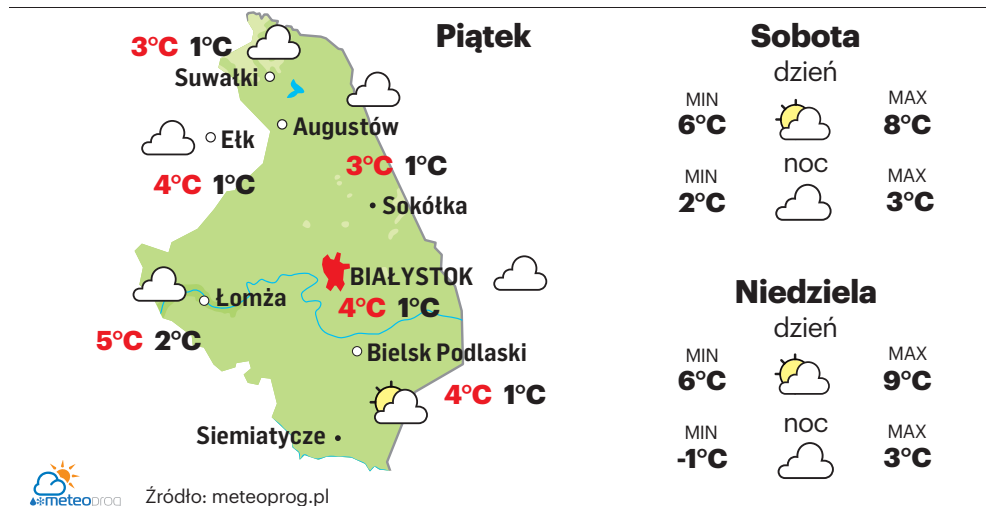 Piątek
3°C 1°C
Suwałki
Augustów
Ełk
4°C 1°C
3°C 1°C
Sokółka
BIAŁYSTOK
4°C 1°C
Łomża
5°C 2°C
Bielsk Podlaski
4°C 1°C
Siemiatycze
meteoprog
Źródło: meteoprog.pl
Sobota
dzień
MIN MAX
6°C 8°C
noc
MIN MAX
2°C 3°C
Niedziela
dzień
MIN MAX
6°C 9°C
noc
MIN MAX
-1°C 3°C